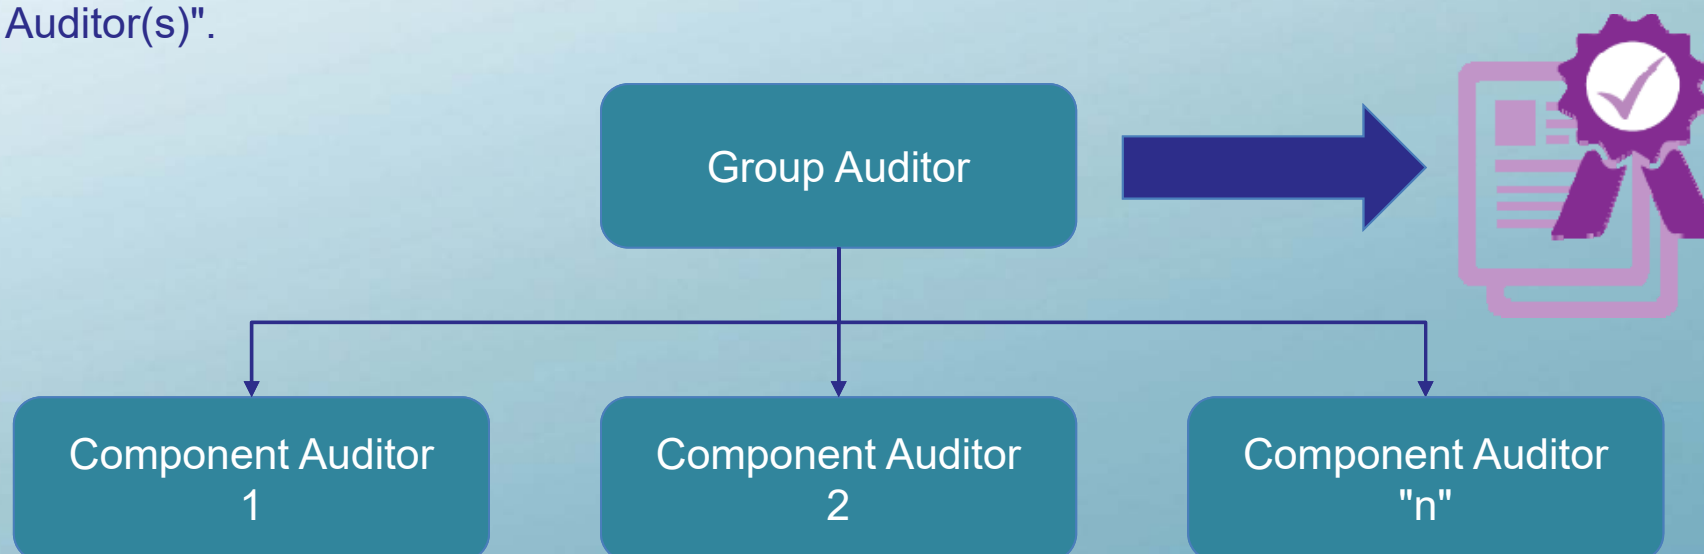 Auditor(s)".
Group Auditor
Component Auditor
1
Component Auditor
2
Component Auditor
"n"